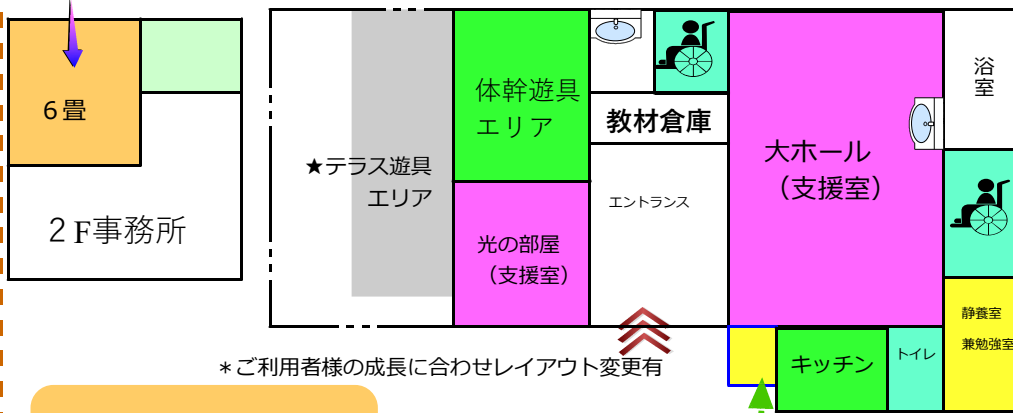 6畳
2F事務所
★テラス遊具
エリア
体幹遊具
エリア
光の部屋
（支援室）
教材倉庫
エントランス
大ホール
（支援室）
浴室
静養室
兼勉強室
キッチン
トイレ
＊ご利用者様の成長に合わせレイアウト変更有